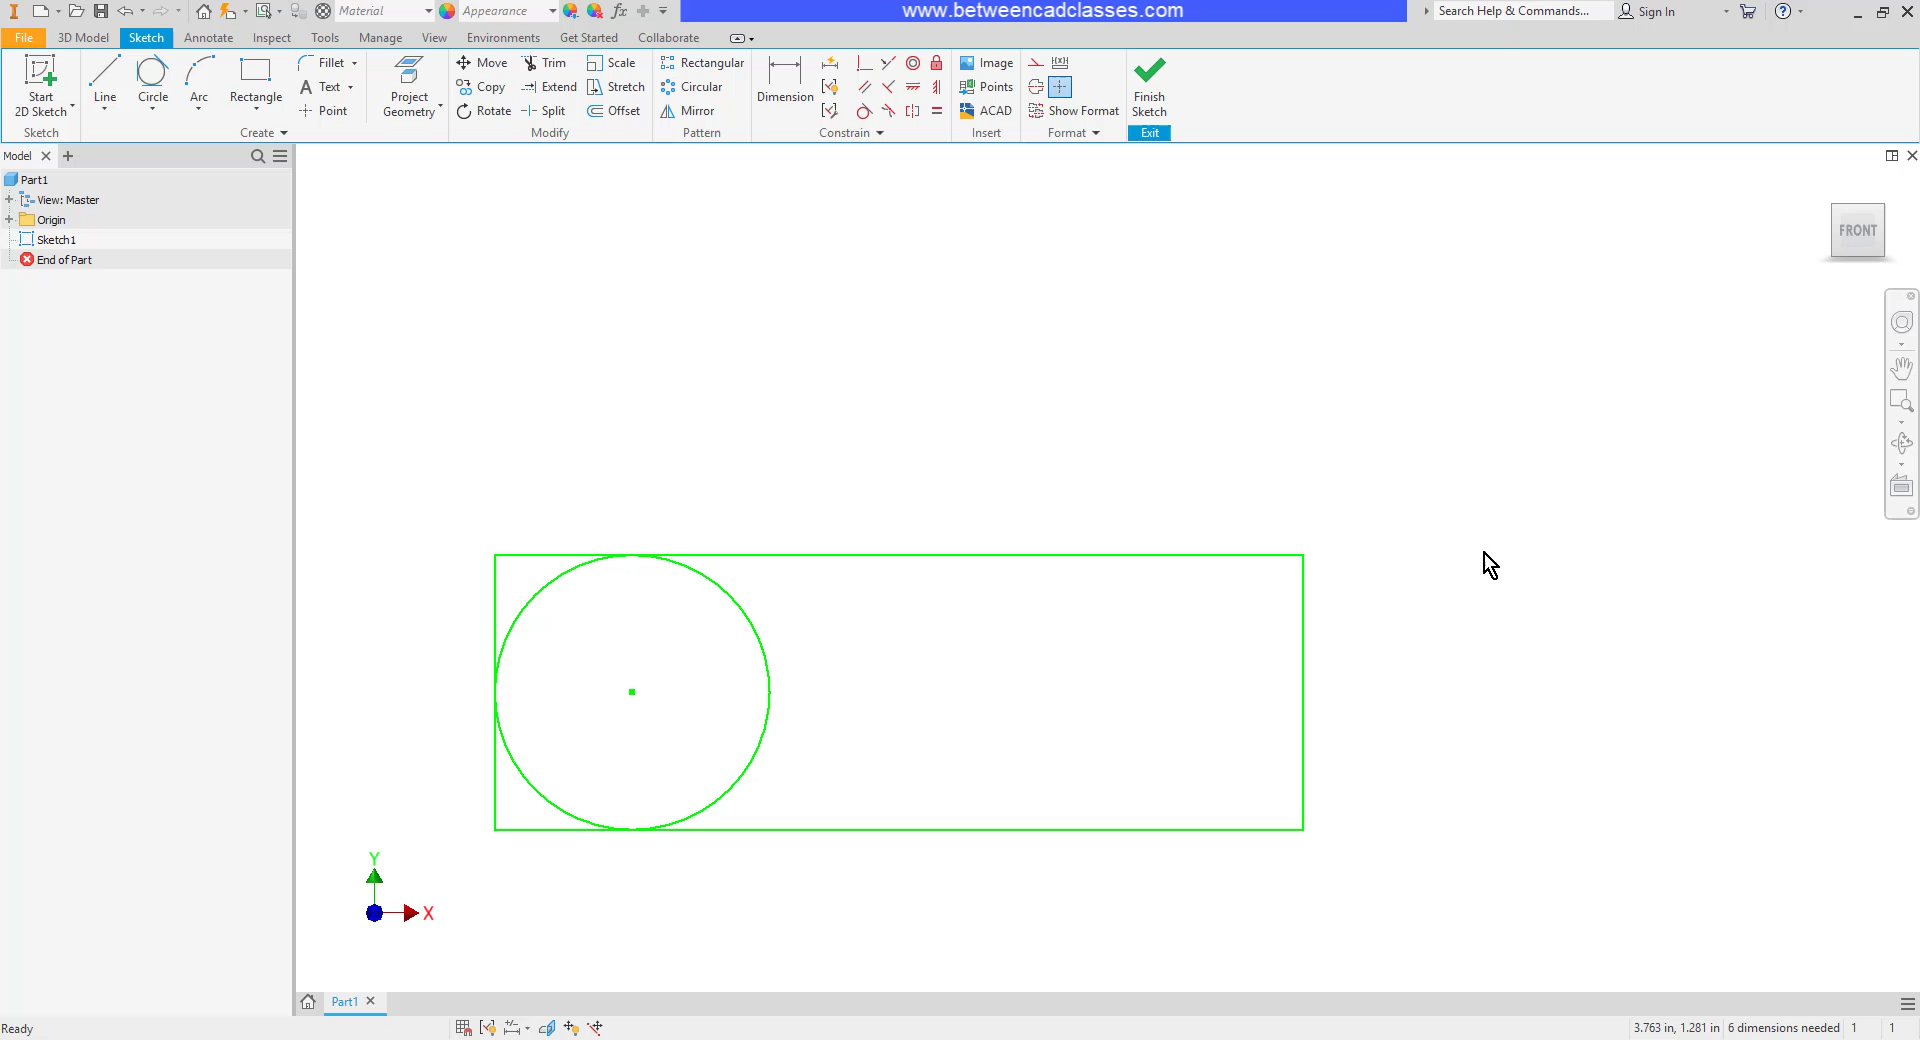 Material
Appearance
www.betweencadclasses.com
Search Help & Commands...
Sign In
File
3D Model
Sketch
Annotate
Inspect
Tools
Manage
View
Environments
Get Started
Collaborate
Start
2D Sketch
Line
Circle
Arc
Rectangle
Fillet
Text
Point
Project
Geometry
Move
Copy
Rotate
Trim
Extend
Split
Scale
Stretch
Offset
Rectangular
Circular
Mirror
Dimension
Image
Points
ACAD
Show Format
Finish
Sketch
Sketch
Create
Modify
Pattern
Constrain
Insert
Format
Exit
Model
Part1
View: Master
Origin
Sketch1
End of Part
FRONT
Y
X
Part1
Ready
3.763 in, 1.281 in
6 dimensions needed
1
1